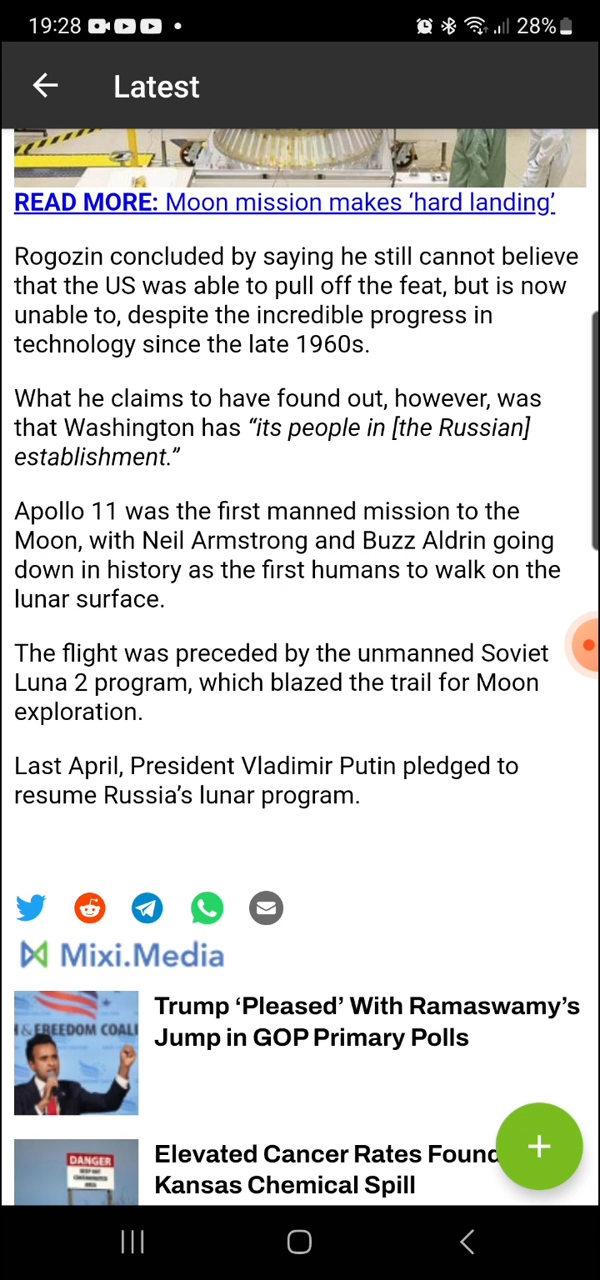 19:28
28%
Latest
READ MORE: Moon mission makes ‘hard landing’
Rogozin concluded by saying he still cannot believe
that the US was able to pull off the feat, but is now
unable to, despite the incredible progress in
technology since the late 1960s.
What he claims to have found out, however, was
that Washington has “its people in [the Russian]
establishment.”
Apollo 11 was the first manned mission to the
Moon, with Neil Armstrong and Buzz Aldrin going
down in history as the first humans to walk on the
lunar surface.
The flight was preceded by the unmanned Soviet
Luna 2 program, which blazed the trail for Moon
exploration.
Last April, President Vladimir Putin pledged to
resume Russia’s lunar program.
Mixi.Media
& FREEDOM COALI
Trump ‘Pleased’ With Ramaswamy’s
Jump in GOP Primary Polls
DANGER
Elevated Cancer Rates Found
Kansas Chemical Spill